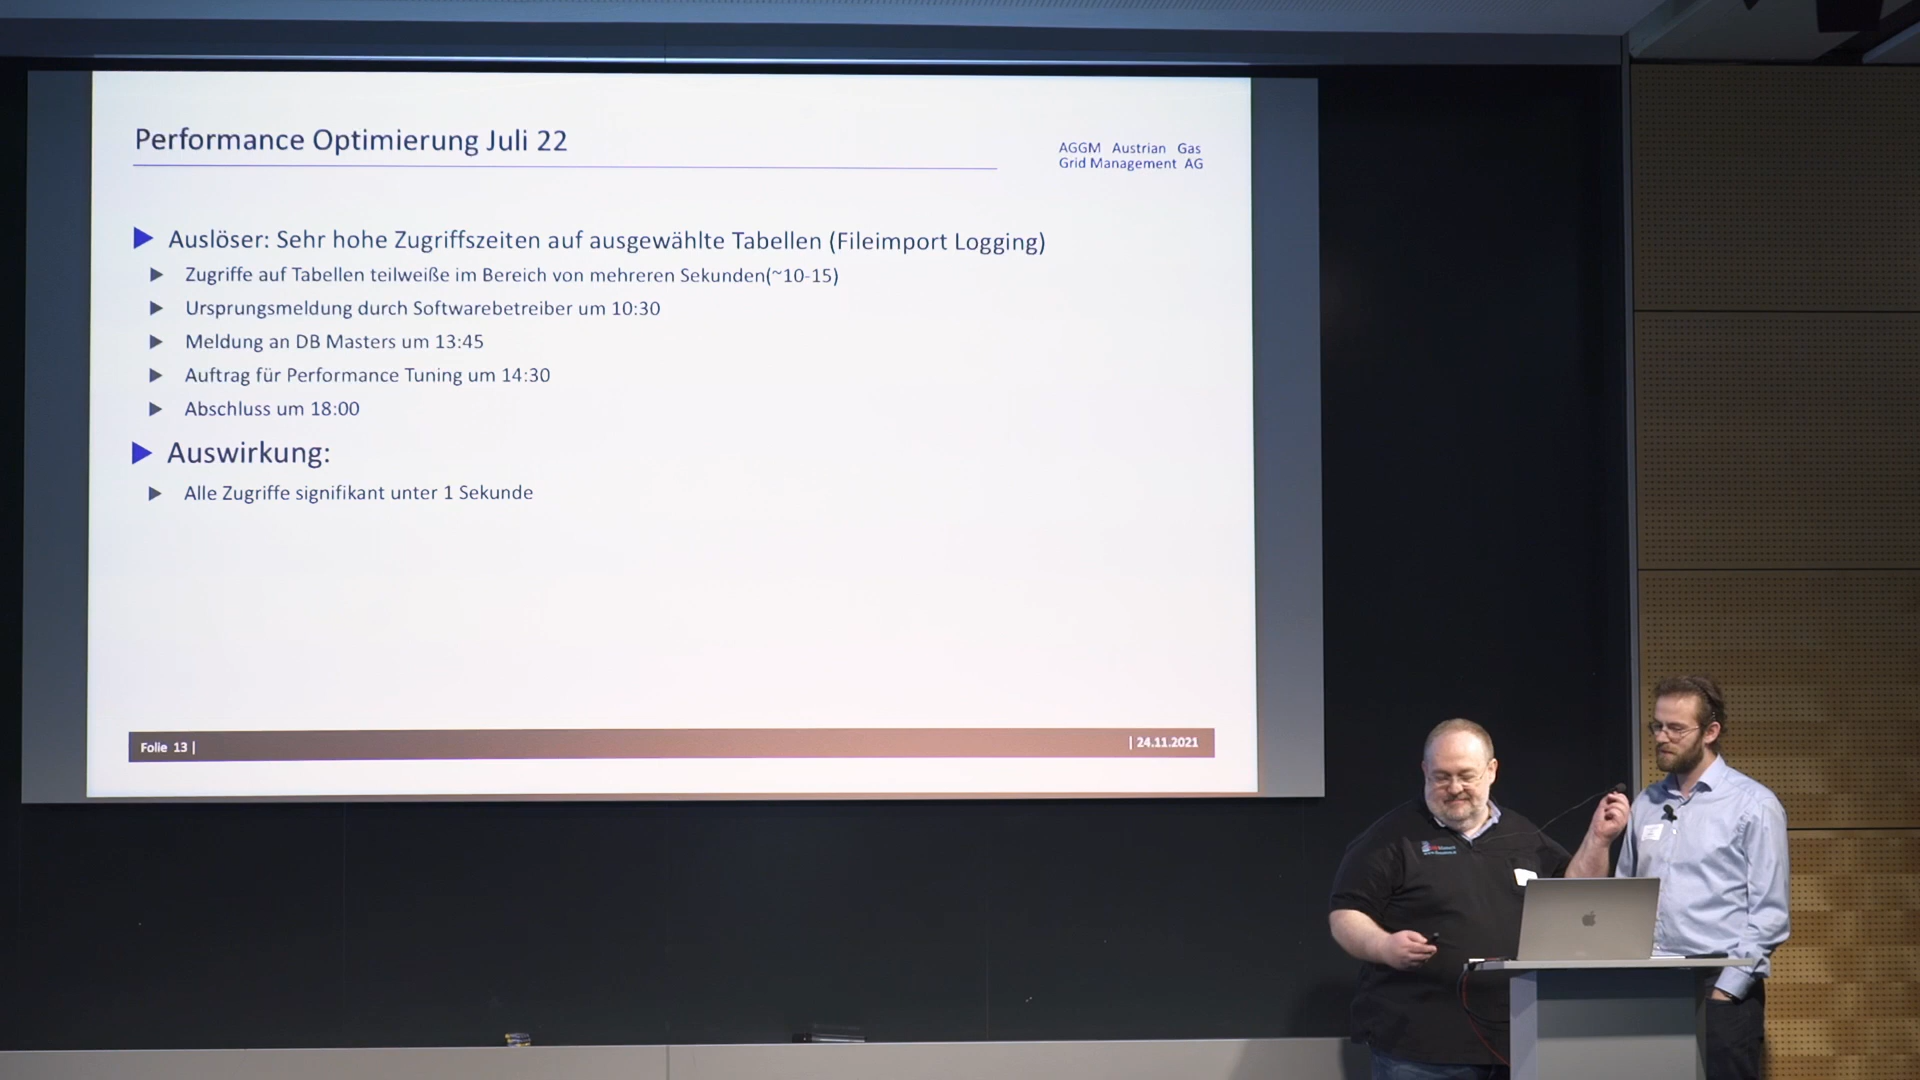 Performance Optimierung Juli 22
AGGM Austrian Gas
Grid Management AG
Auslöser: Sehr hohe Zugriffszeiten auf ausgewählte Tabellen (Fileimport Logging)
Zugriffe auf Tabellen teilweiße im Bereich von mehreren Sekunden(~10-15)
Ursprungsmeldung durch Softwarebetreiber um 10:30
Meldung an DB Masters um 13:45
Auftrag für Performance Tuning um 14:30
Abschluss um 18:00
Auswirkung:
Alle Zugriffe signifikant unter 1 Sekunde
Folie 13 |
| 24.11.2021